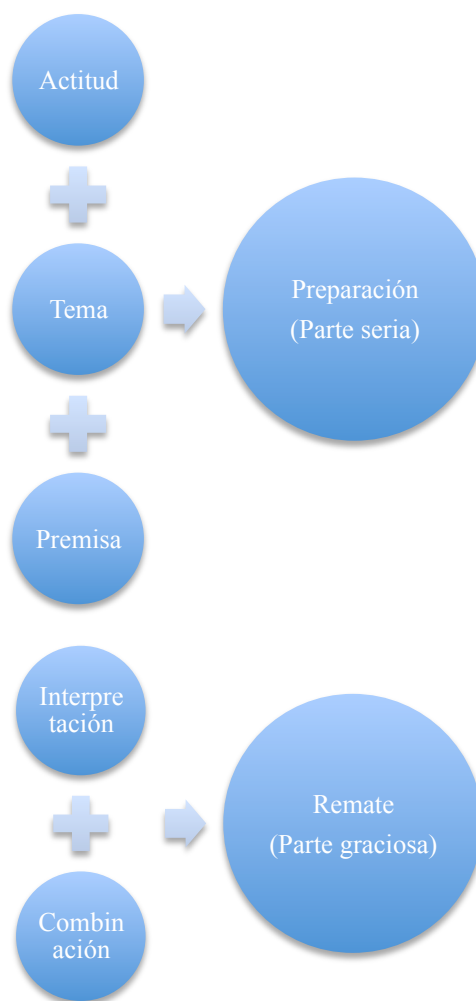 Actitud
Tema
Premisa
Preparación
(Parte seria)
Interpre
tación
Combin
ación
Remate
(Parte graciosa)